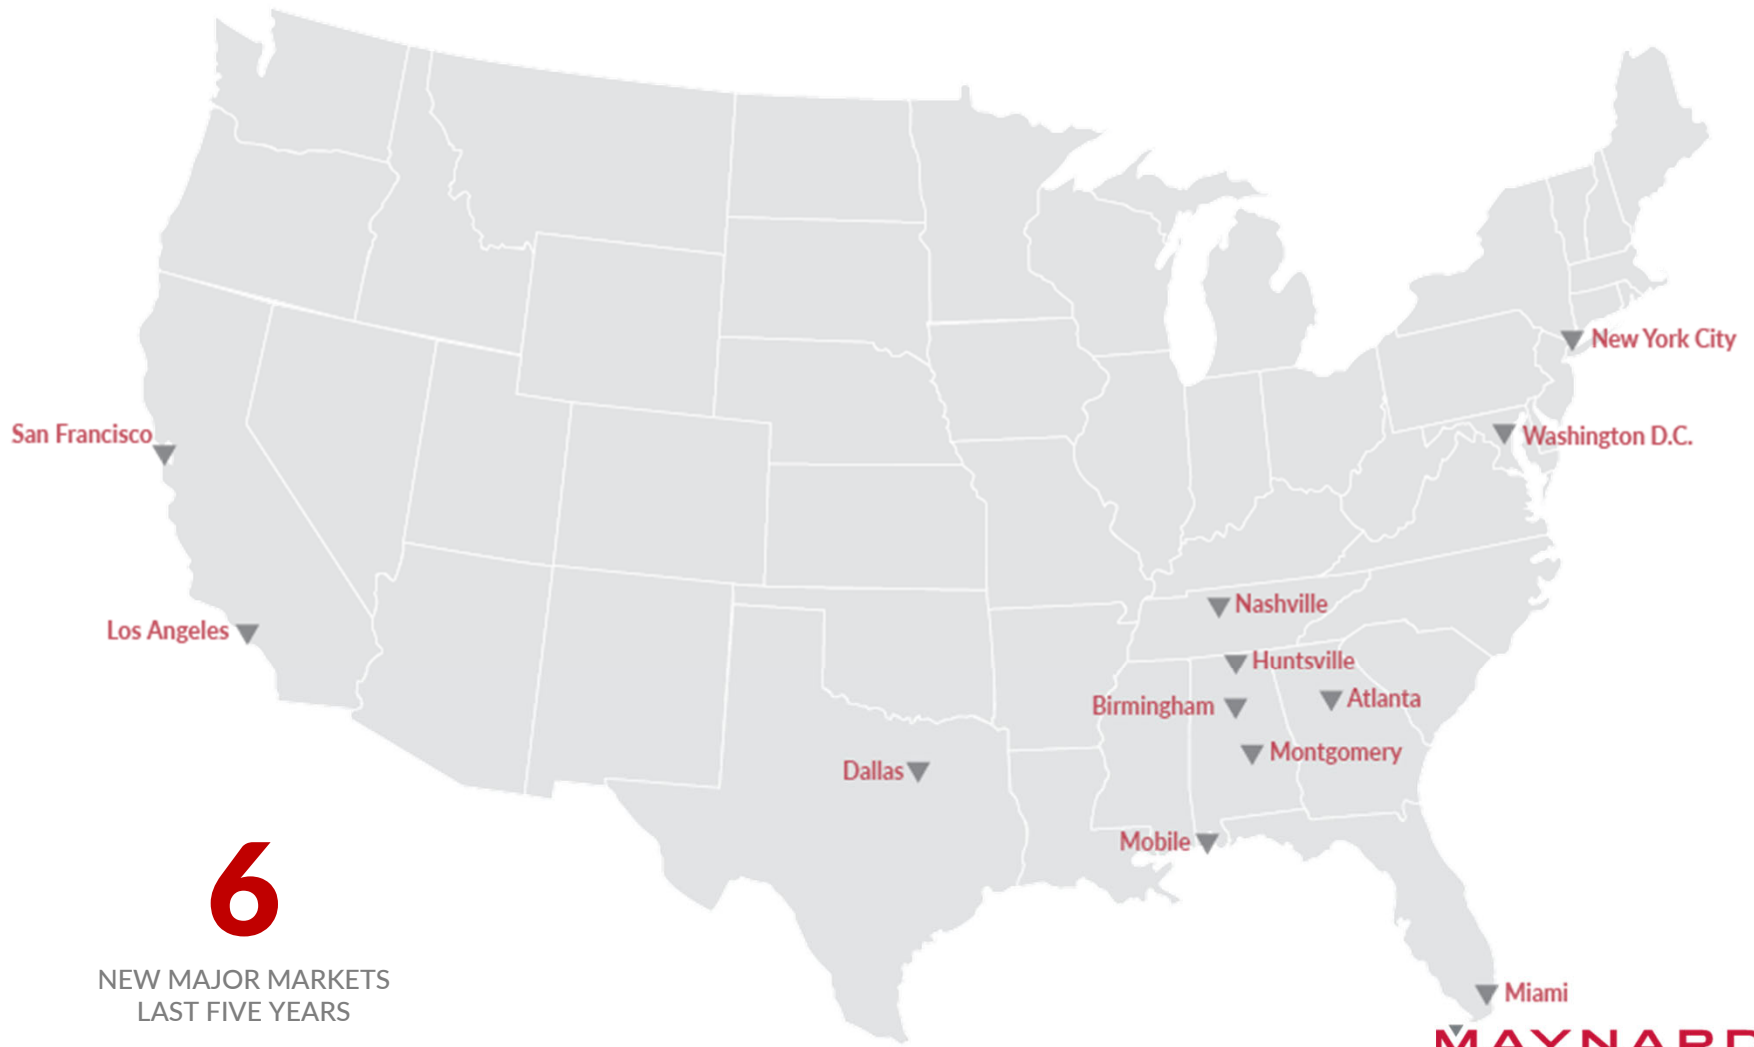 New York City
San Francisco
Washington D.C.
Nashville
Los Angeles
Huntsville
Atlanta
Birmingham
Montgomery
Dallas
Mobile
6
NEW MAJOR MARKETS
LAST FIVE YEARS
Miami
MAYNARD